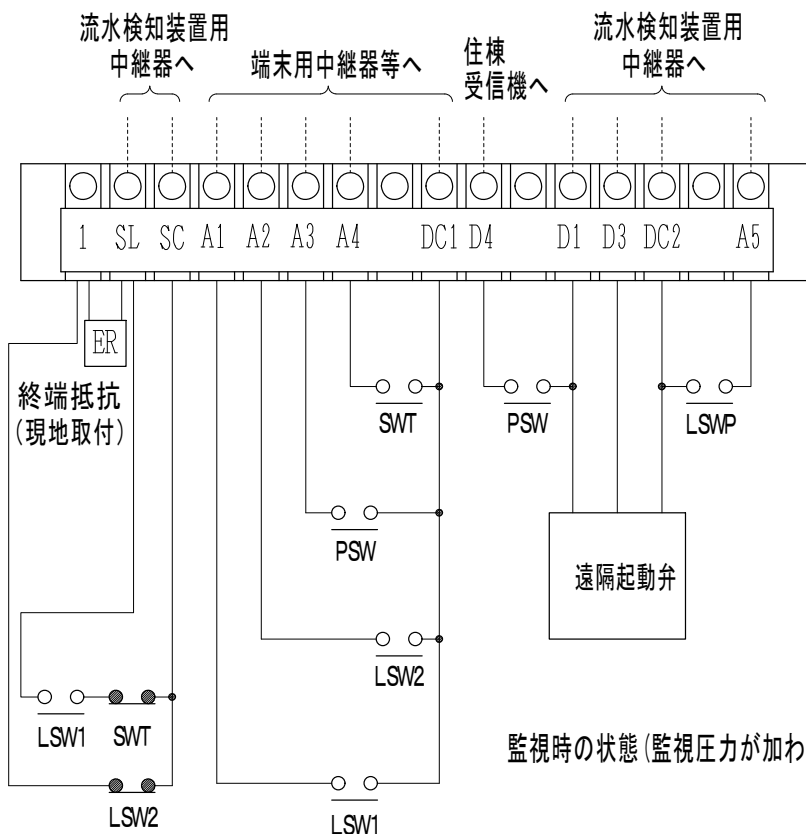 流水検知装置用
中継器へ
端末用中継器等へ
住棟
受信機へ
流水検知装置用
中継器へ
1 SL SC A1 A2 A3 A4 DC1 D4 D1 D3 DC2 A5
ER
終端抵抗
(現地取付)
SWT
PSW
LSWP
PSW
遠隔起動弁
LSW2
LSW1
SWT
監視時の状態(監視圧力が加わ
LSW2
LSW1